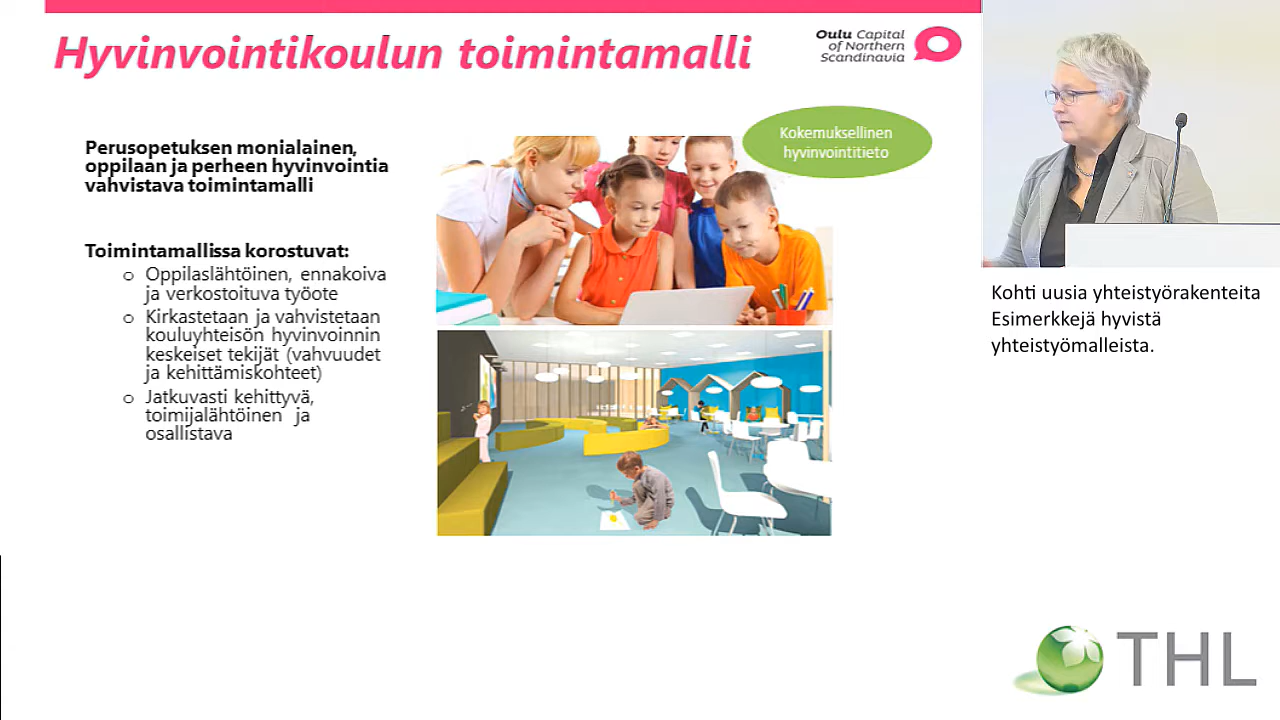 Hyvinvointikoulun toimintamalli
Oulu Capital
of Northern
Scandinavia
Kokemuksellinen
hyvinvointitieto
Perusopetuksen monialainen,
oppilaan ja perheen hyvinvointia
vahvistava toimintamalli
Toimintamallissa korostuvat:
o Oppilaslähtöinen, ennakoiva
ja verkostoituva työote
o Kirkastetaan ja vahvistetaan
kouluyhteisön hyvinvoinnin
keskeiset tekijät (vahvuudet
ja kehittämiskohteet)
o Jatkuvasti kehittyvä,
toimijalähtöinen ja
osallistava
Kohti uusia yhteistyörakenteita
Esimerkkejä hyvistä
yhteistyömalleista.
THL